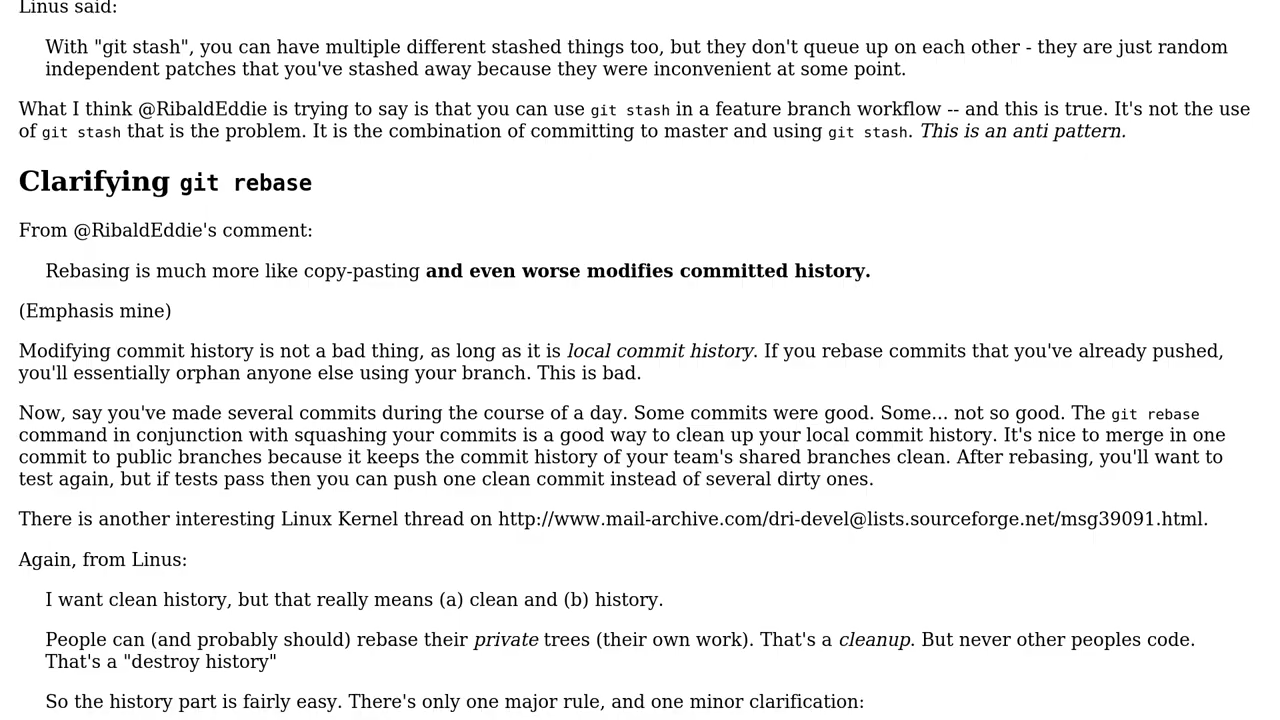 Linus said:
With "git stash", you can have multiple different stashed things too, but they don't queue up on each other - they are just random
independent patches that you've stashed away because they were inconvenient at some point.
What I think @RibaldEddie is trying to say is that you can use git stash in a feature branch workflow -- and this is true. It's not the use
of git stash that is the problem. It is the combination of committing to master and using git stash. This is an anti pattern.
Clarifying git rebase
From @RibaldEddie's comment:
Rebasing is much more like copy-pasting and even worse modifies committed history.
(Emphasis mine)
Modifying commit history is not a bad thing, as long as it is local commit history. If you rebase commits that you've already pushed,
you'll essentially orphan anyone else using your branch. This is bad.
Now, say you've made several commits during the course of a day. Some commits were good. Some... not so good. The git rebase
command in conjunction with squashing your commits is a good way to clean up your local commit history. It's nice to merge in one
commit to public branches because it keeps the commit history of your team's shared branches clean. After rebasing, you'll want to
test again, but if tests pass then you can push one clean commit instead of several dirty ones.
There is another interesting Linux Kernel thread on http://www.mail-archive.com/dri-devel@lists.sourceforge.net/msg39091.html.
Again, from Linus:
I want clean history, but that really means (a) clean and (b) history.
People can (and probably should) rebase their private trees (their own work). That's a cleanup. But never other peoples code.
That's a "destroy history"
So the history part is fairly easy. There's only one major rule, and one minor clarification: